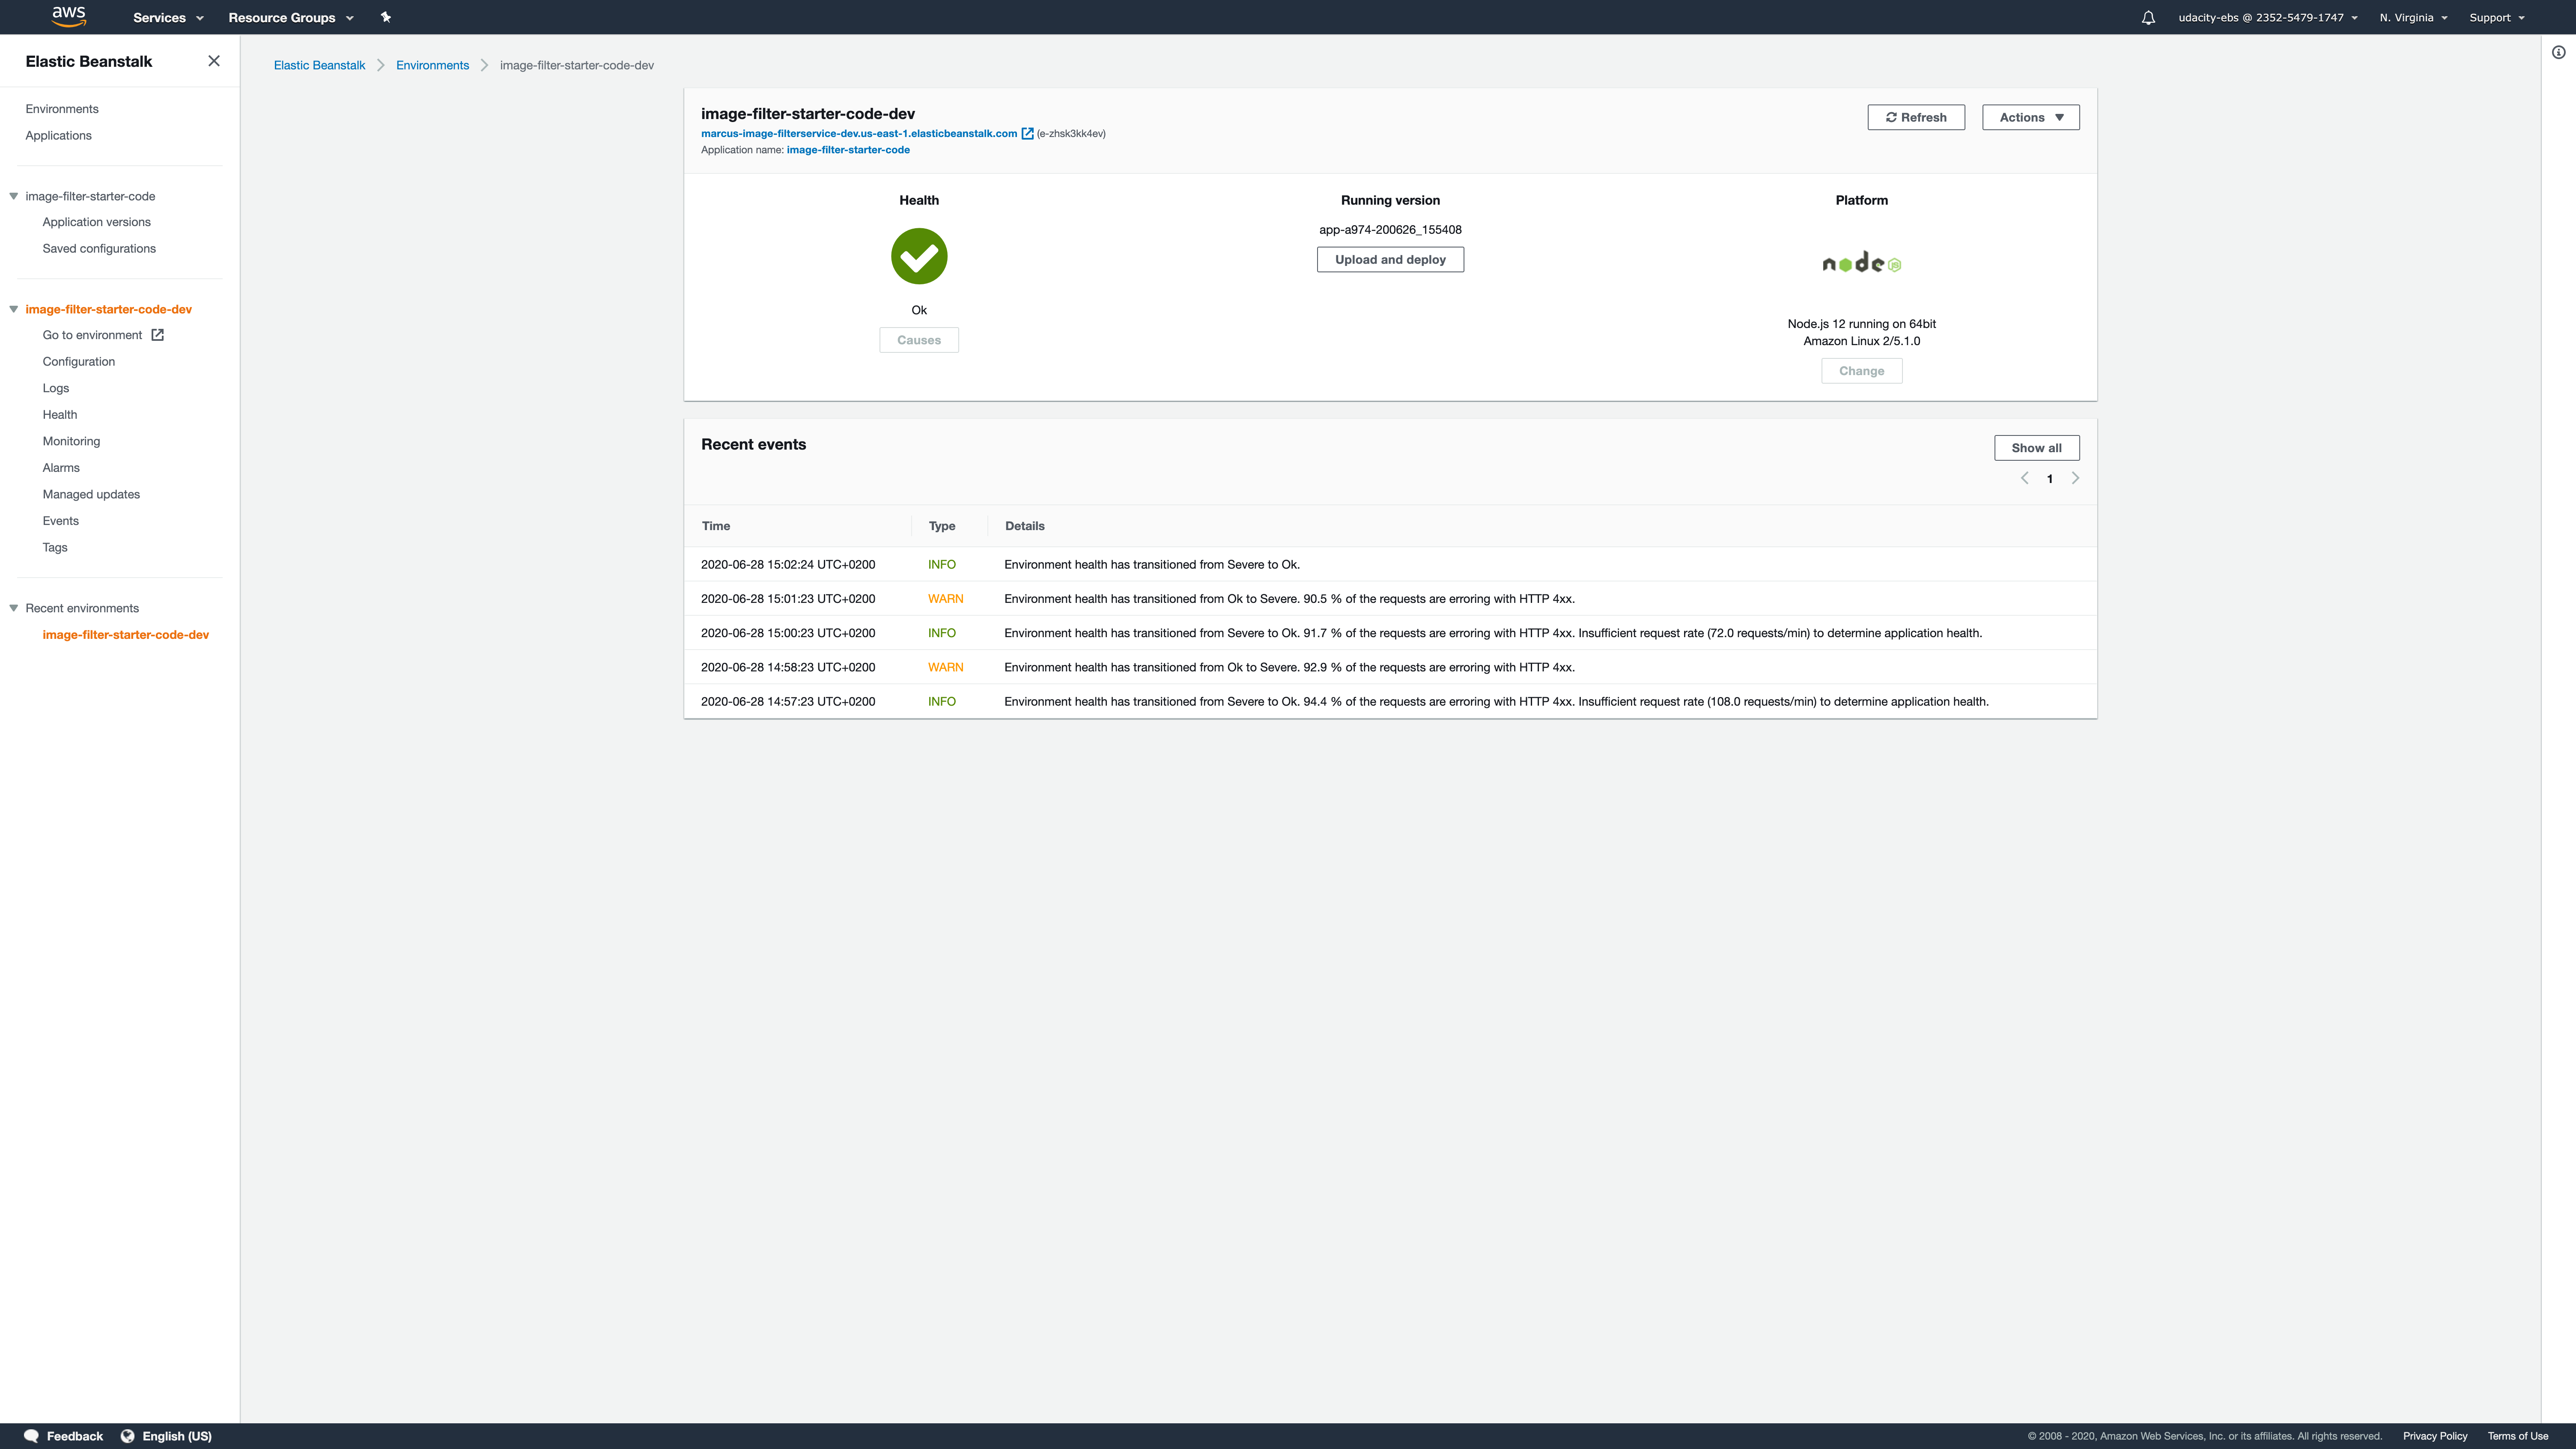 aws
Services
Resource Groups
udacity-ebs @ 2352-5479-1747
N. Virginia
Support
Elastic Beanstalk
Environments
Applications
image-filter-starter-code
Application versions
Saved configurations
image-filter-starter-code-dev
Go to environment
Configuration
Logs
Health
Monitoring
Alarms
Managed updates
Events
Tags
Recent environments
image-filter-starter-code-dev
Elastic Beanstalk
Environments
image-filter-starter-code-dev
image-filter-starter-code-dev
marcus-image-filterservice-dev.us-east-1.elasticbeanstalk.com (e-zhsk3kk4ev)
Application name: image-filter-starter-code
Refresh
Actions
Health
Ok
Causes
Running version
app-a974-200626_155408
Upload and deploy
Platform
node JS
Node.js 12 running on 64bit
Amazon Linux 2/5.1.0
Change
Recent events
Show all
1
Time Type Details
2020-06-28 15:02:24 UTC+0200 INFO Environment health has transitioned from Severe to Ok.
2020-06-28 15:01:23 UTC+0200 WARN Environment health has transitioned from Ok to Severe. 90.5 % of the requests are erroring with HTTP 4xx.
2020-06-28 15:00:23 UTC+0200 INFO Environment health has transitioned from Severe to Ok. 91.7 % of the requests are erroring with HTTP 4xx. Insufficient request rate (72.0 requests/min) to determine application health.
2020-06-28 14:58:23 UTC+0200 WARN Environment health has transitioned from Ok to Severe. 92.9 % of the requests are erroring with HTTP 4xx.
2020-06-28 14:57:23 UTC+0200 INFO Environment health has transitioned from Severe to Ok. 94.4 % of the requests are erroring with HTTP 4xx. Insufficient request rate (108.0 requests/min) to determine application health.
Feedback
English (US)
© 2008 - 2020, Amazon Web Services, Inc. or its affiliates. All rights reserved.
Privacy Policy
Terms of Use